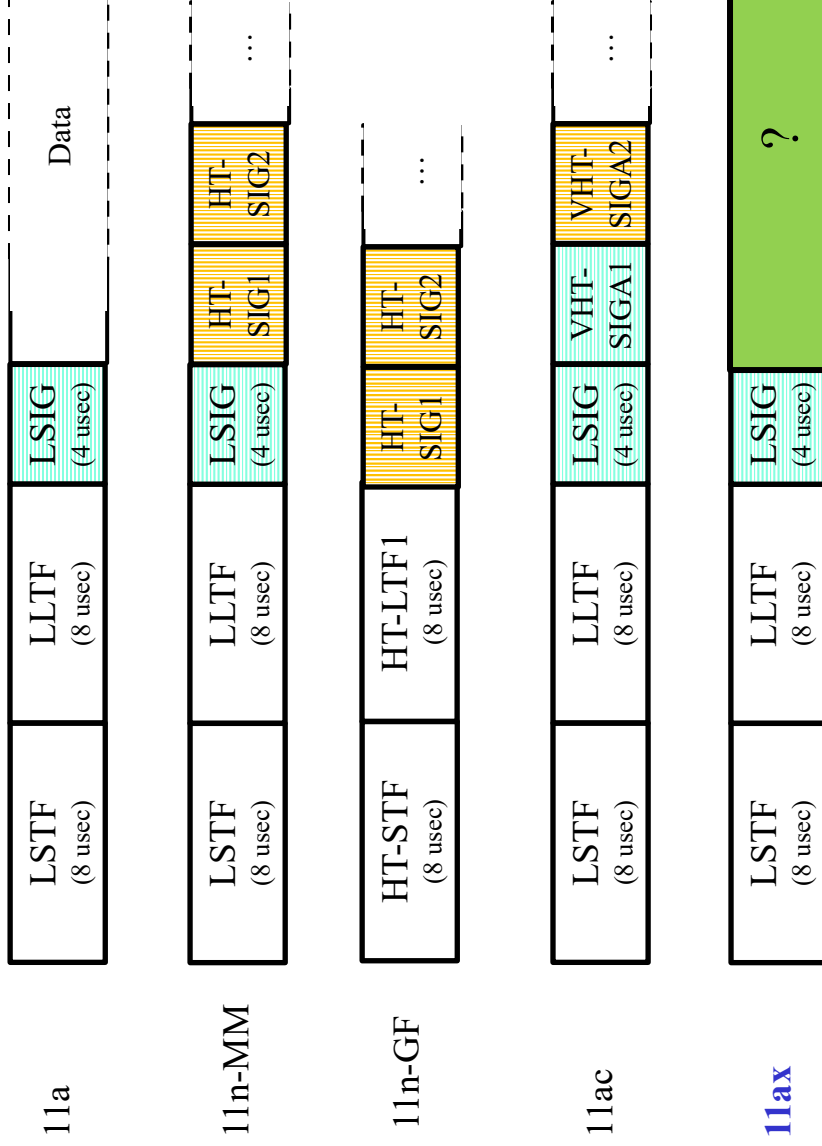 11a
LSTF
(8 usec)
LLTF
(8 usec)
LSIG
(4 usec)
Data
11n-MM
LSTF
(8 usec)
LLTF
(8 usec)
LSIG
(4 usec)
HT-
SIG1
HT-
SIG2
...
11n-GF
HT-STF
(8 usec)
HT-LTF1
(8 usec)
HT-
SIG1
HT-
SIG2
...
11ac
LSTF
(8 usec)
LLTF
(8 usec)
LSIG
(4 usec)
VHT-
SIGA1
VHT-
SIGA2
...
11ax
LSTF
(8 usec)
LLTF
(8 usec)
LSIG
(4 usec)
?